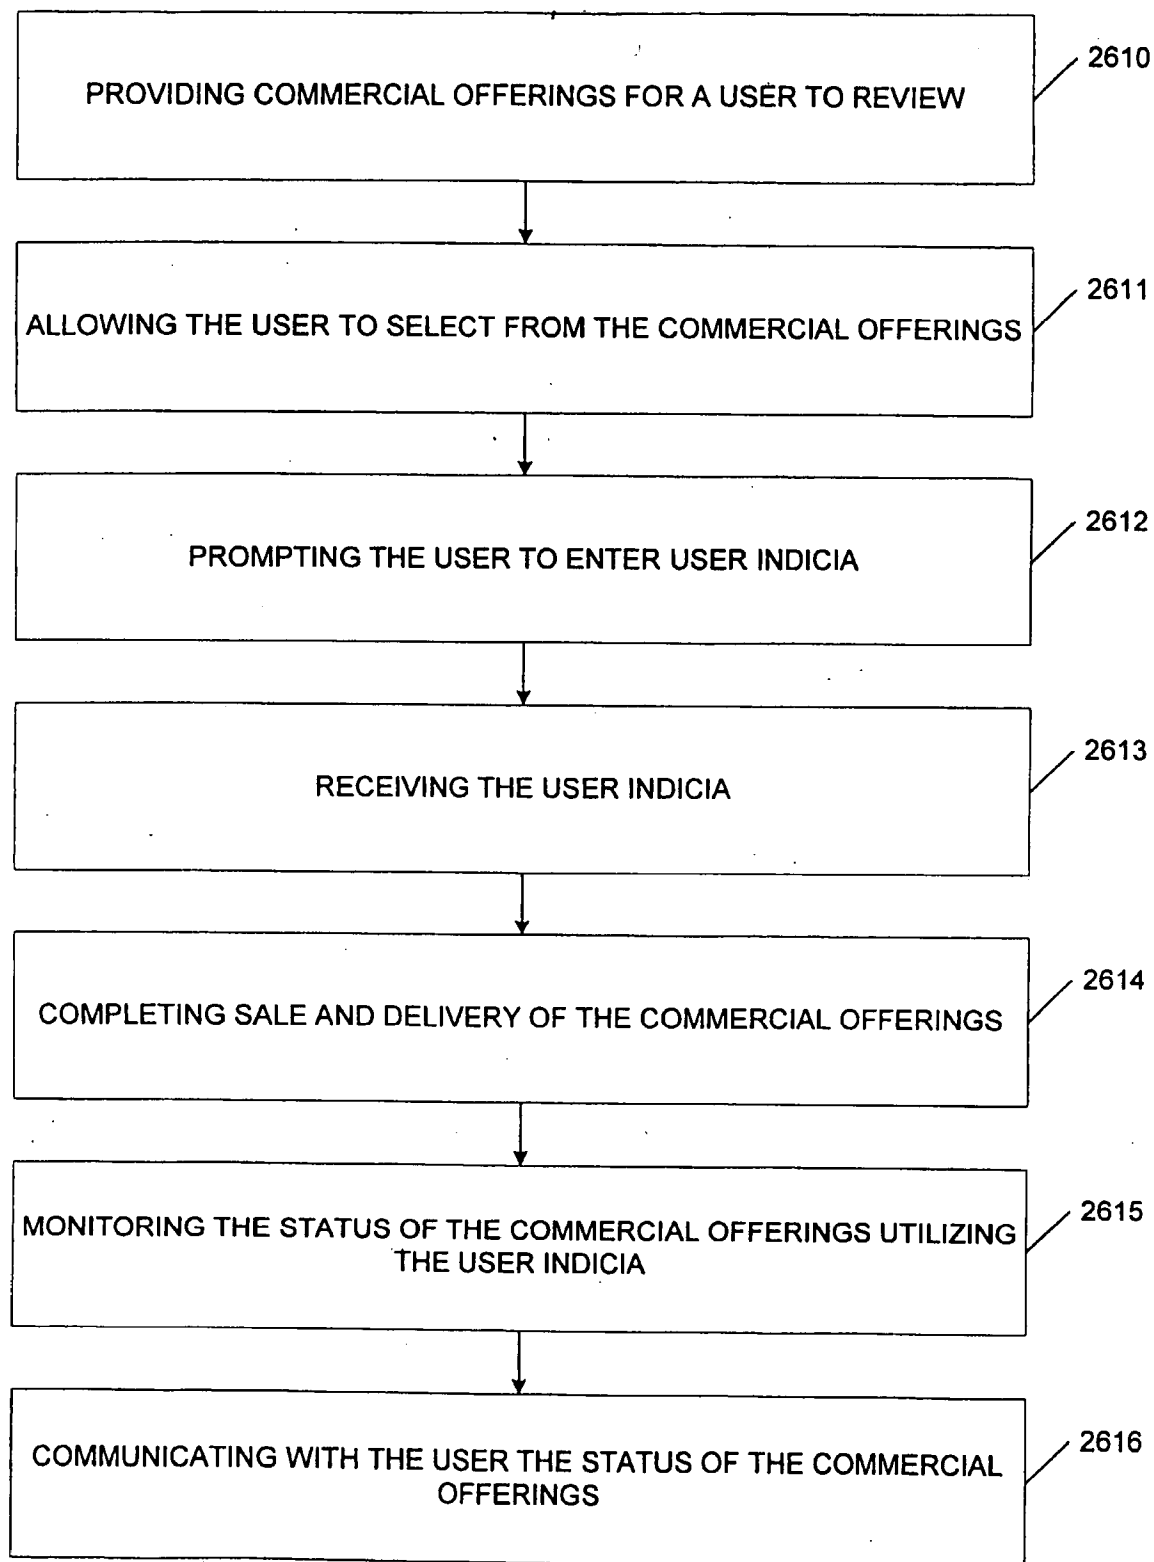 PROVIDING COMMERCIAL OFFERINGS FOR A USER TO REVIEW
2610
ALLOWING THE USER TO SELECT FROM THE COMMERCIAL OFFERINGS
2611
PROMPTING THE USER TO ENTER USER INDICIA
2612
RECEIVING THE USER INDICIA
2613
COMPLETING SALE AND DELIVERY OF THE COMMERCIAL OFFERINGS
2614
MONITORING THE STATUS OF THE COMMERCIAL OFFERINGS UTILIZING
THE USER INDICIA
2615
COMMUNICATING WITH THE USER THE STATUS OF THE COMMERCIAL
OFFERINGS
2616